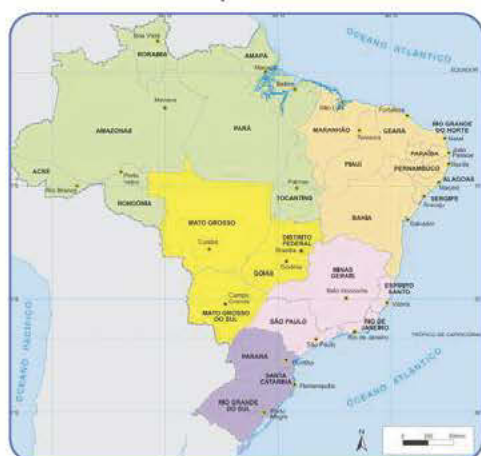 OCEANO ATLÂNTICO
Boa Vista
RORAIMA
AMAPÁ
Macapá
EQUADOR
Belém
São Luís
Fortaleza
Manaus
AMAZONAS
PARÁ
MARANHÃO
Teresina
CEARÁ
RIO GRANDE
DO NORTE
Natal
PARAÍBA
João
Pessoa
PIAUÍ
PERNAMBUCO
Recife
ACRE
Porto
Velho
Rio Branco
Palmas
ALAGOAS
Maceió
SERGIPE
Aracaju
RONDÔNIA
TOCANTINS
BAHIA
Salvador
MATO GROSSO
Cuiabá
DISTRITO
FEDERAL
Brasília
GOIÁS
Goiânia
MINAS
GERAIS
Belo Horizonte
ESPÍRITO
SANTO
Vitória
Campo
Grande
MATO GROSSO
DO SUL
SÃO PAULO
São Paulo
RIO DE
JANEIRO
Rio de Janeiro
TRÓPICO DE CAPRICÓRNIO
PARANÁ
Curitiba
SANTA
CATARINA
Florianópolis
RIO GRANDE
DO SUL
Porto
Alegre
OCEANO PACÍFICO
OCEANO ATLÂNTICO
N